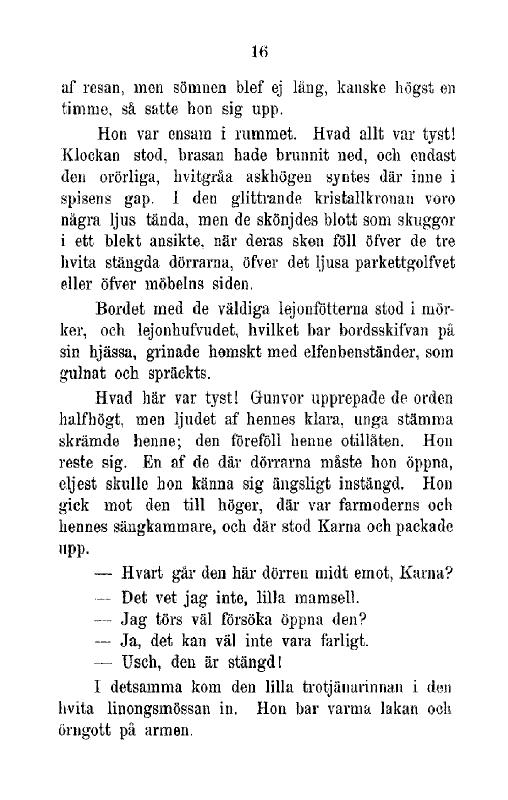 16
af resan, men sömnen blef ej lång, kanske högst en
timme, så satte hon sig upp.
Hon var ensam i rummet. Hvad allt var tyst!
Klockan stod, brasan hade brunnit ned, och endast
den orörliga, hvitgråa askhögen syntes där inne i
spisens gap. I den glittrande kristallkronan voro
några ljus tända, men de skönjdes blott som skuggor
i ett blekt ansikte, när deras sken föll öfver de tre
hvita stängda dörrarna, öfver det ljusa parkettgolfvet
eller öfver möbelns siden.
Bordet med de väldiga lejonfötterna stod i mör-
ker, och lejonhufvudet, hvilket bar bordsskifvan på
sin hjässa, grinade hemskt med elfenbenständer, som
gulnat och spräckts.
Hvad här var tyst! Gunvor upprepade de orden
halfhögt, men ljudet af hennes klara, unga stämma
skrämde henne; den föreföll henne otillåten. Hon
reste sig. En af de där dörrarna måste hon öppna,
eljest skulle hon känna sig ängsligt instängd. Hon
gick mot den till höger, där var farmoderns och
hennes sängkammare, och där stod Karna och packade
upp.
— Hvart går den här dörren midt emot, Karna?
— Det vet jag inte, lilla mamsell.
— Jag törs väl försöka öppna den?
— Ja, det kan väl inte vara farligt.
— Usch, den är stängd!
I detsamma kom den lilla trotjänarinnan i den
hvita linongsmössan in. Hon bar varma lakan och
örngott på armen.